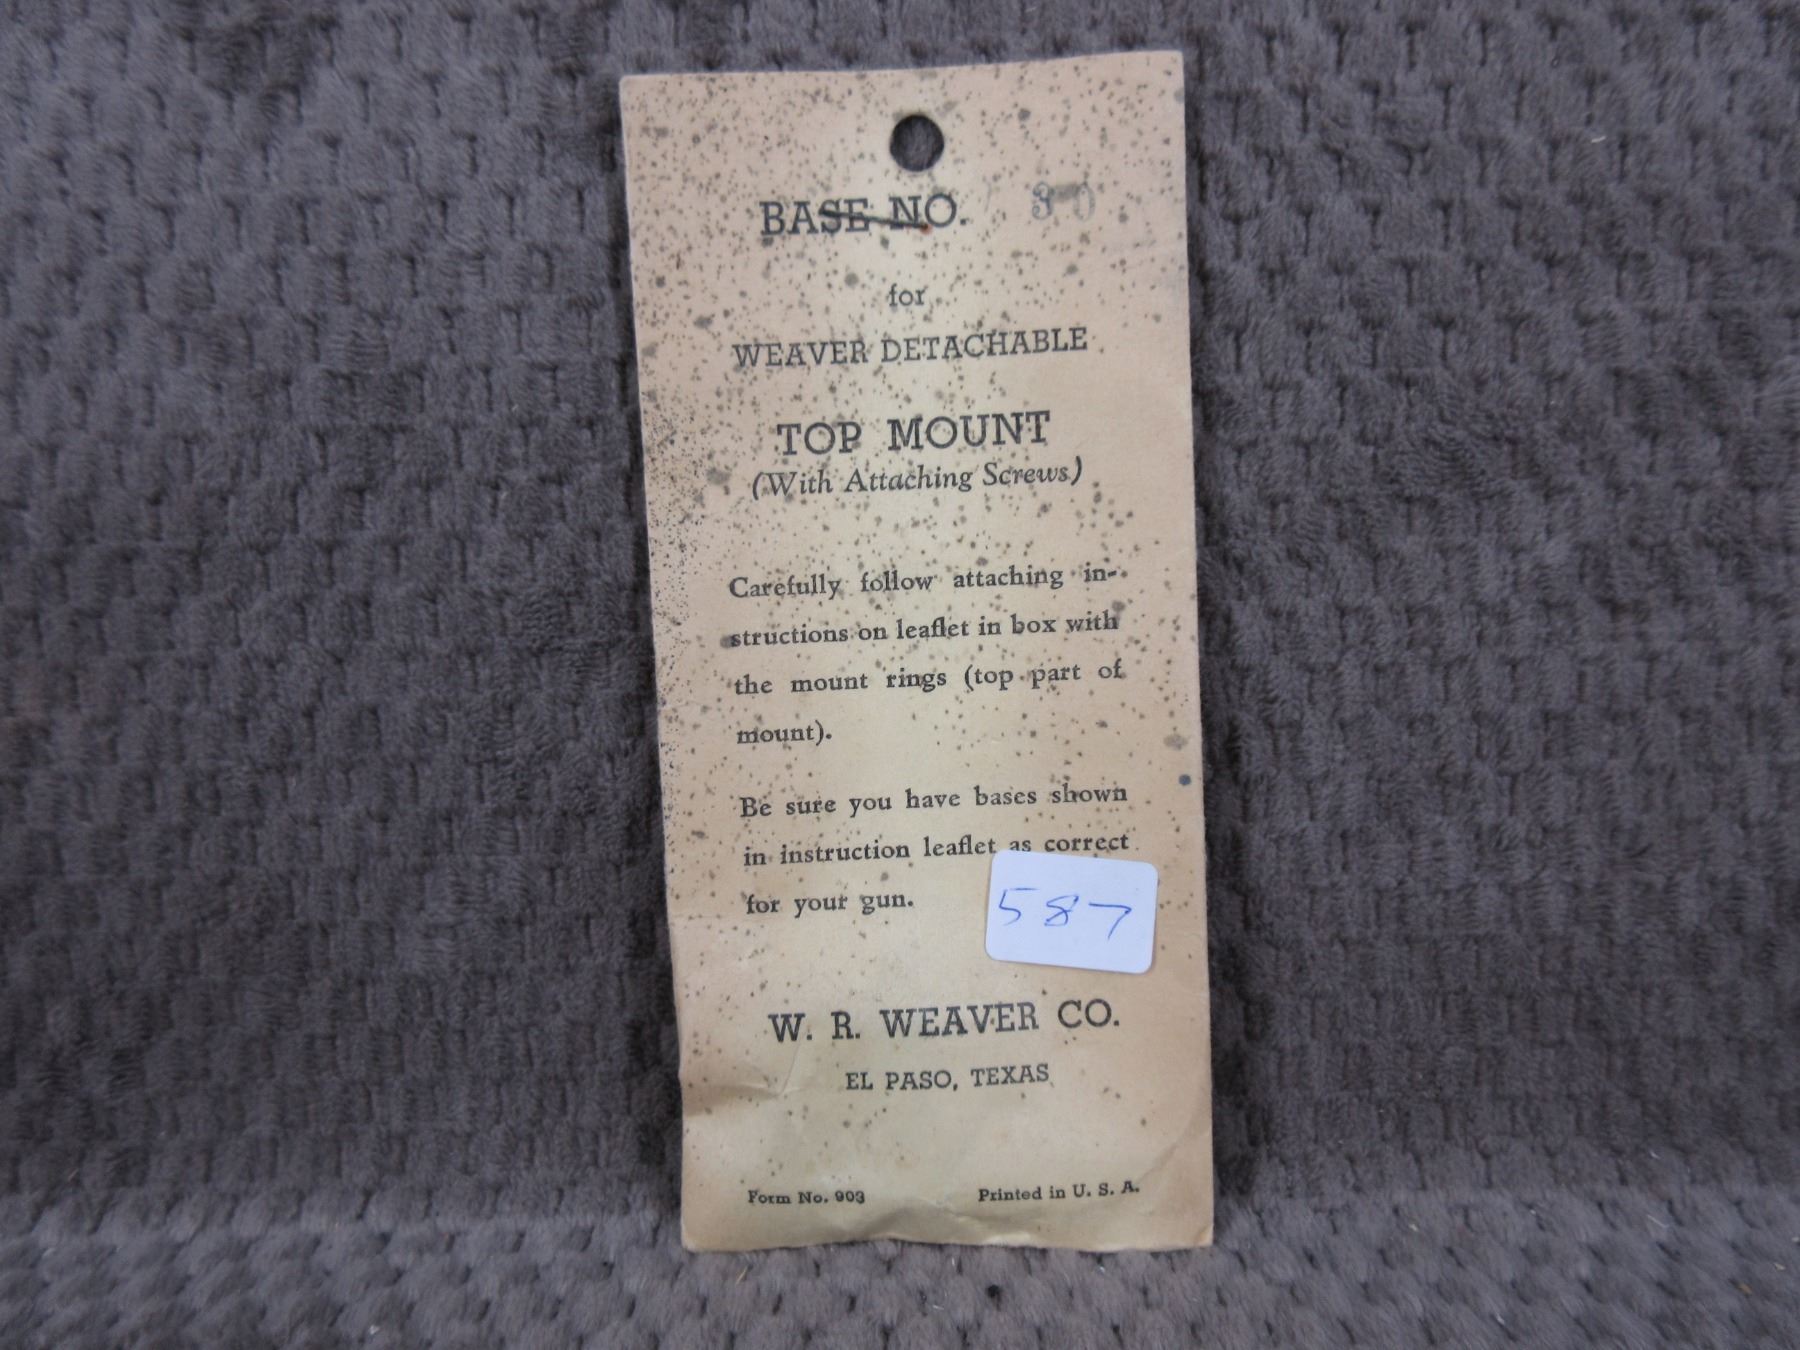 BASE NO. 30
for
WEAVER DETACHABLE
TOP MOUNT
(With Attaching Screws)
Carefully follow attaching in-
structions on leaflet in box with
the mount rings (top part of
mount).
Be sure you have bases shown
in instruction leaflet as correct
for your gun.
587
W. R. WEAVER CO.
EL PASO, TEXAS
Form No. 903 Printed in U. S. A.